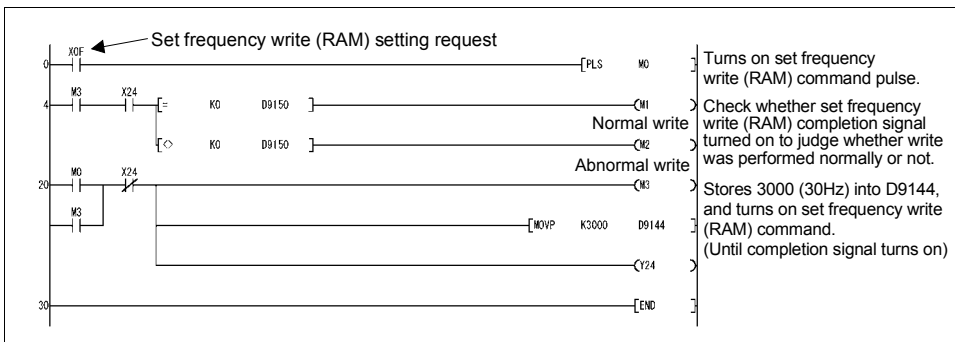 Set frequency write (RAM) setting request
X0F
0
[PLS M0 ]
Turns on set frequency
write (RAM) command pulse.
M3 X24
4
[= K0 D9150 ]
(M1 )
Normal write
[<> K0 D9150 ]
(M2 )
Abnormal write
Check whether set frequency
write (RAM) completion signal
turned on to judge whether write
was performed normally or not.
M0 X24
20
(M3 )
M3
[MOVP K3000 D9144 ]
(Y24 )
Stores 3000 (30Hz) into D9144,
and turns on set frequency write
(RAM) command.
(Until completion signal turns on)
30
[END ]